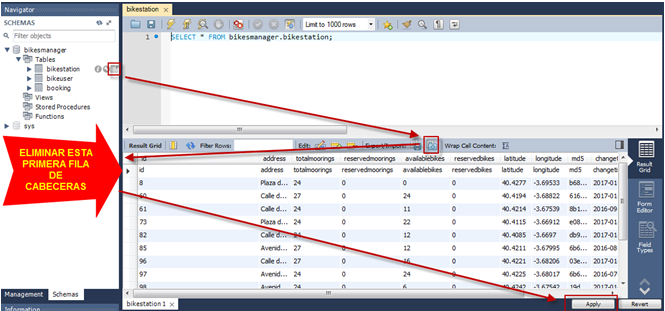 Navigator
SCHEMAS
Filter objects
bikesmanager
Tables
bikestation
bikeuser
booking
Views
Stored Procedures
Functions
sys
ELIMINAR ESTA
PRIMERA FILA
DE
CABECERAS
Management Schemas
Information
bikestation ×
Limit to 1000 rows
1 SELECT * FROM bikesmanager.bikestation;
Result Grid Filter Rows: Edit: Export/Import: Wrap Cell Content:
id address totalmoorings reservedmoorings availablebikes reservedbikes latitude longitude md5 changets
id address totalmoorings reservedmoorings availablebikes reservedbikes latitude longitude md5 changets
8 Plaza d... 24 0 0 0 40.4277 -3.69533 b68... 2017-01
60 Calle d... 27 0 24 0 40.4194 -3.68822 616... 2017-01
61 Calle d... 24 0 11 0 40.4214 -3.67539 8b1... 2016-09
73 Plaza d... 24 0 22 0 40.4115 -3.66912 e08... 2017-01
82 Calle d... 24 0 12 0 40.4085 -3.6697 db9... 2017-01
85 Avenid... 27 0 12 0 40.4211 -3.67995 6b6... 2016-08
96 Calle d... 27 0 16 0 40.4221 -3.68206 03e... 2017-01
97 Avenid... 24 0 24 0 40.4225 -3.68017 6b6... 2016-07
98 Avenid... 24 0 6 0 40.4242 -3.67542 19d... 2017-01
Result
Grid
Form
Editor
Field
Types
bikestation 1 ×
Apply Revert